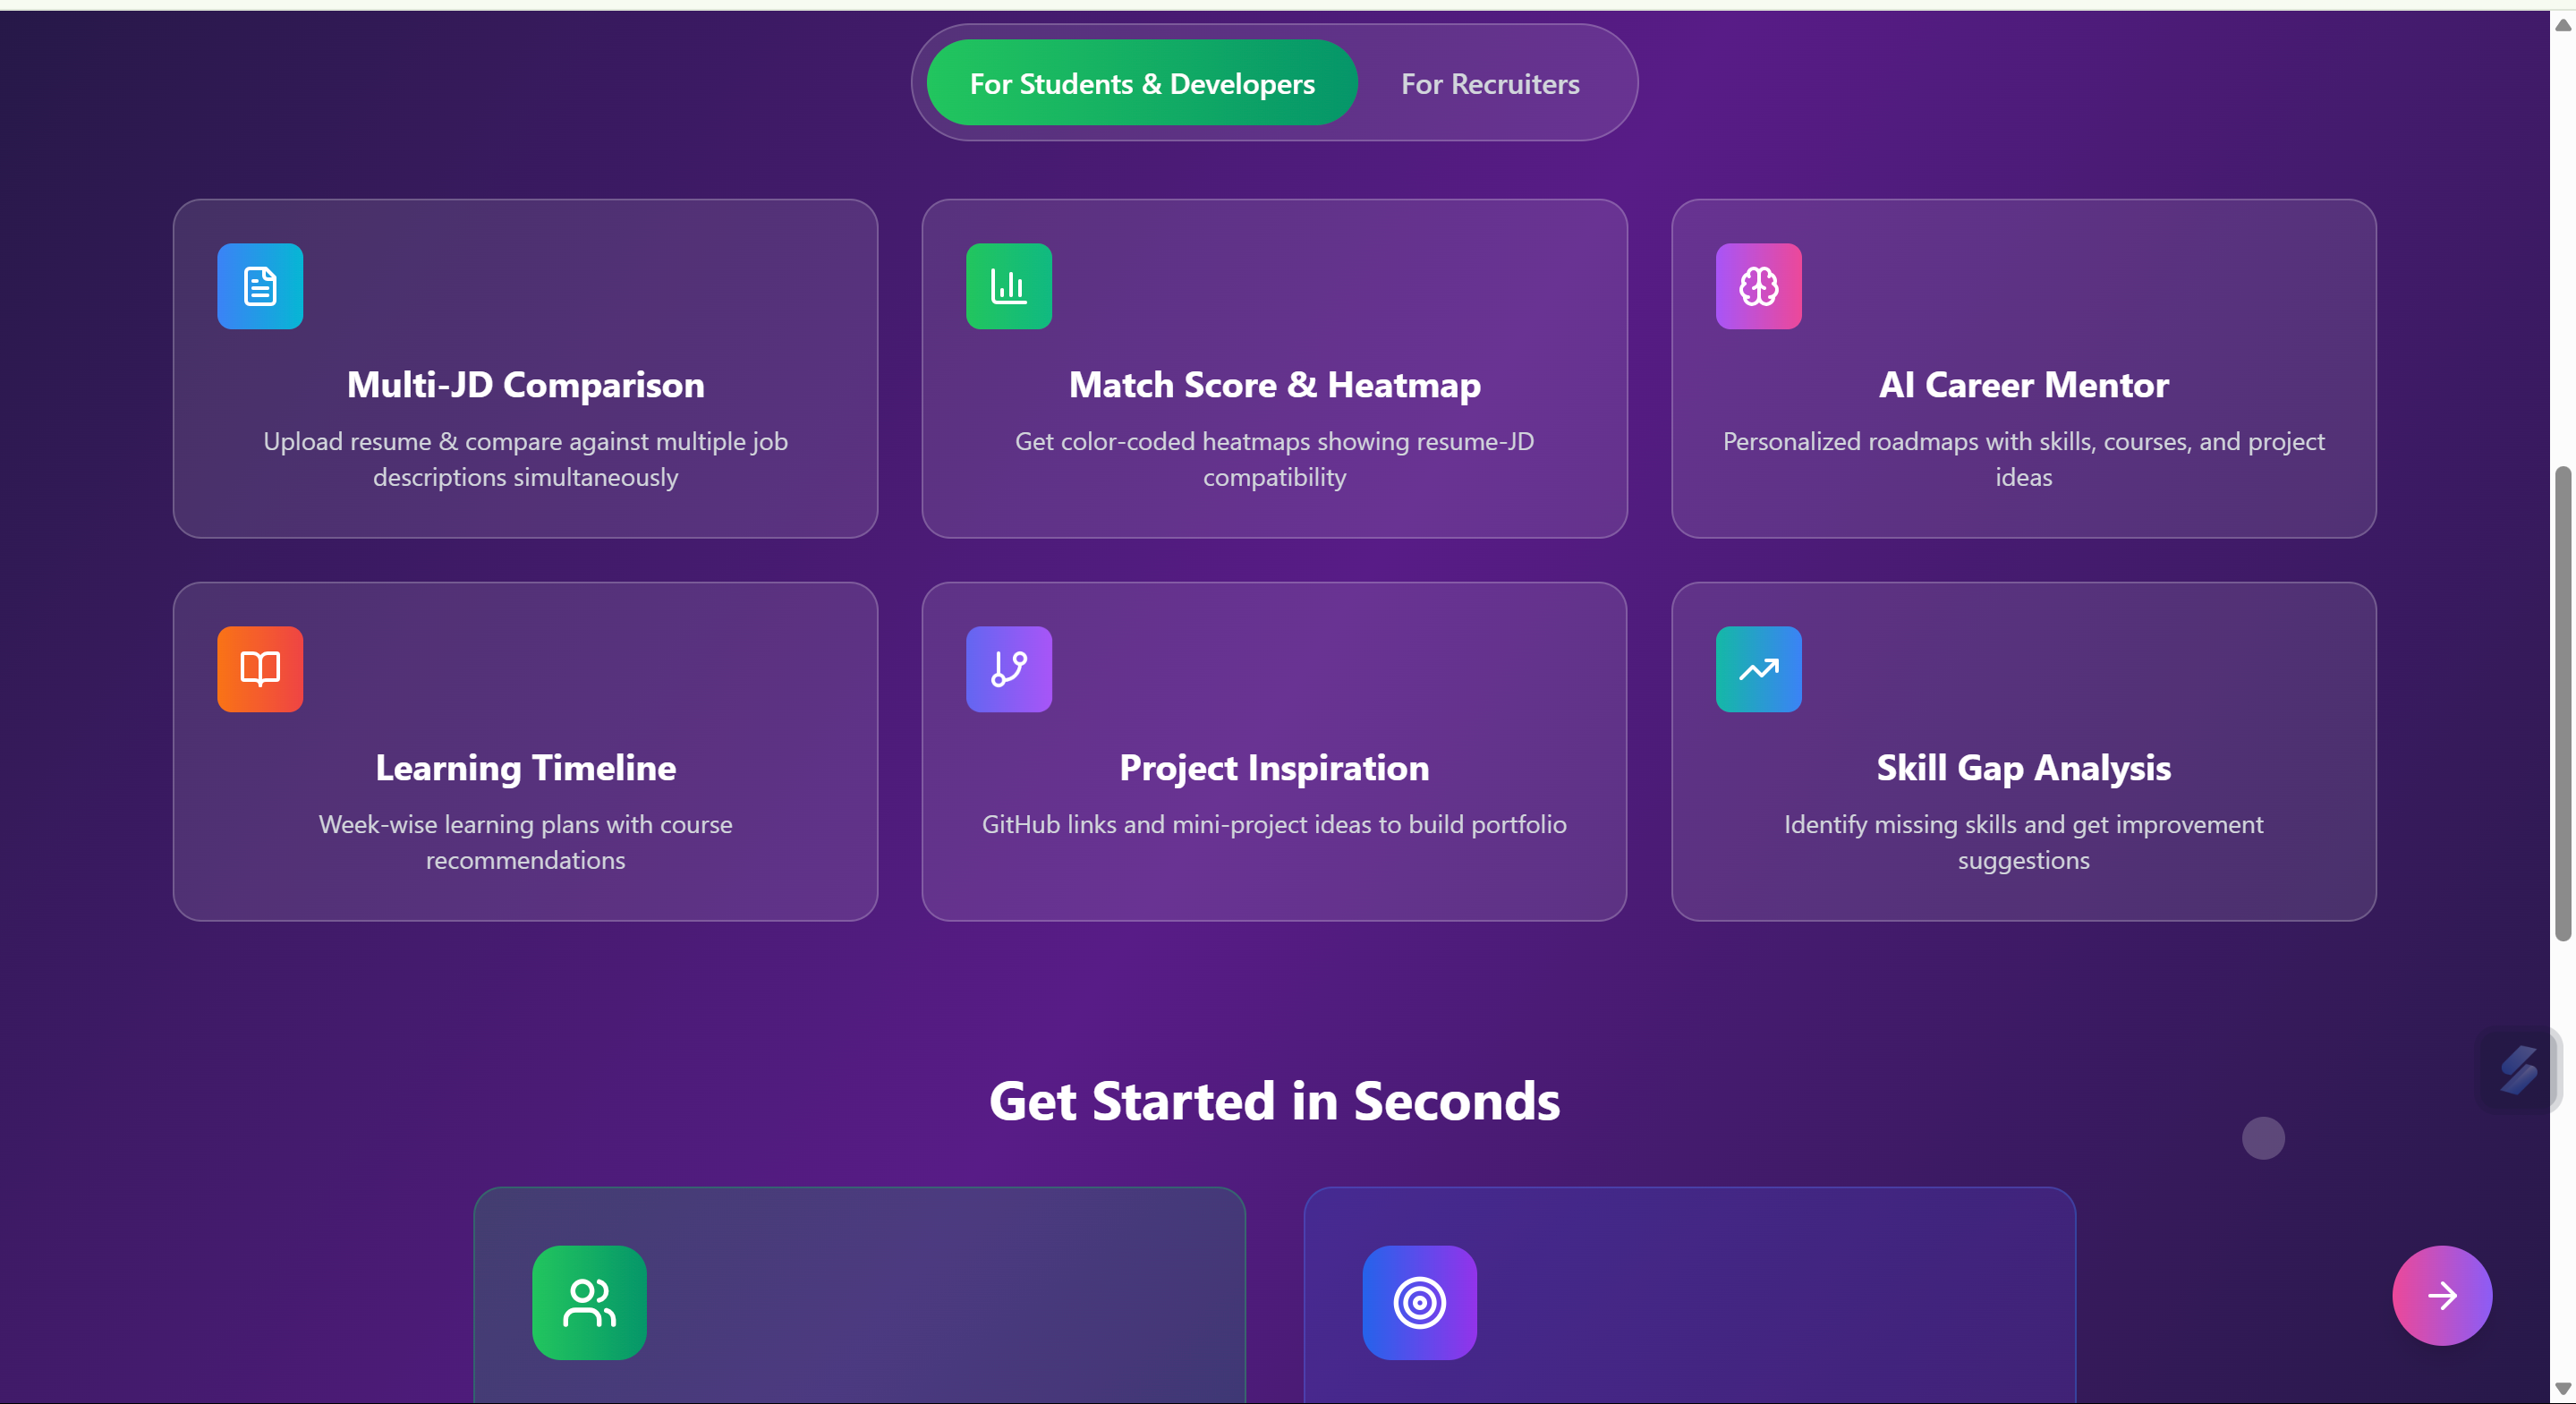 For Students & Developers
For Recruiters
Multi-JD Comparison
Upload resume & compare against multiple job
descriptions simultaneously
Match Score & Heatmap
Get color-coded heatmaps showing resume-JD
compatibility
AI Career Mentor
Personalized roadmaps with skills, courses, and project
ideas
Learning Timeline
Week-wise learning plans with course
recommendations
Project Inspiration
GitHub links and mini-project ideas to build portfolio
Skill Gap Analysis
Identify missing skills and get improvement
suggestions
Get Started in Seconds